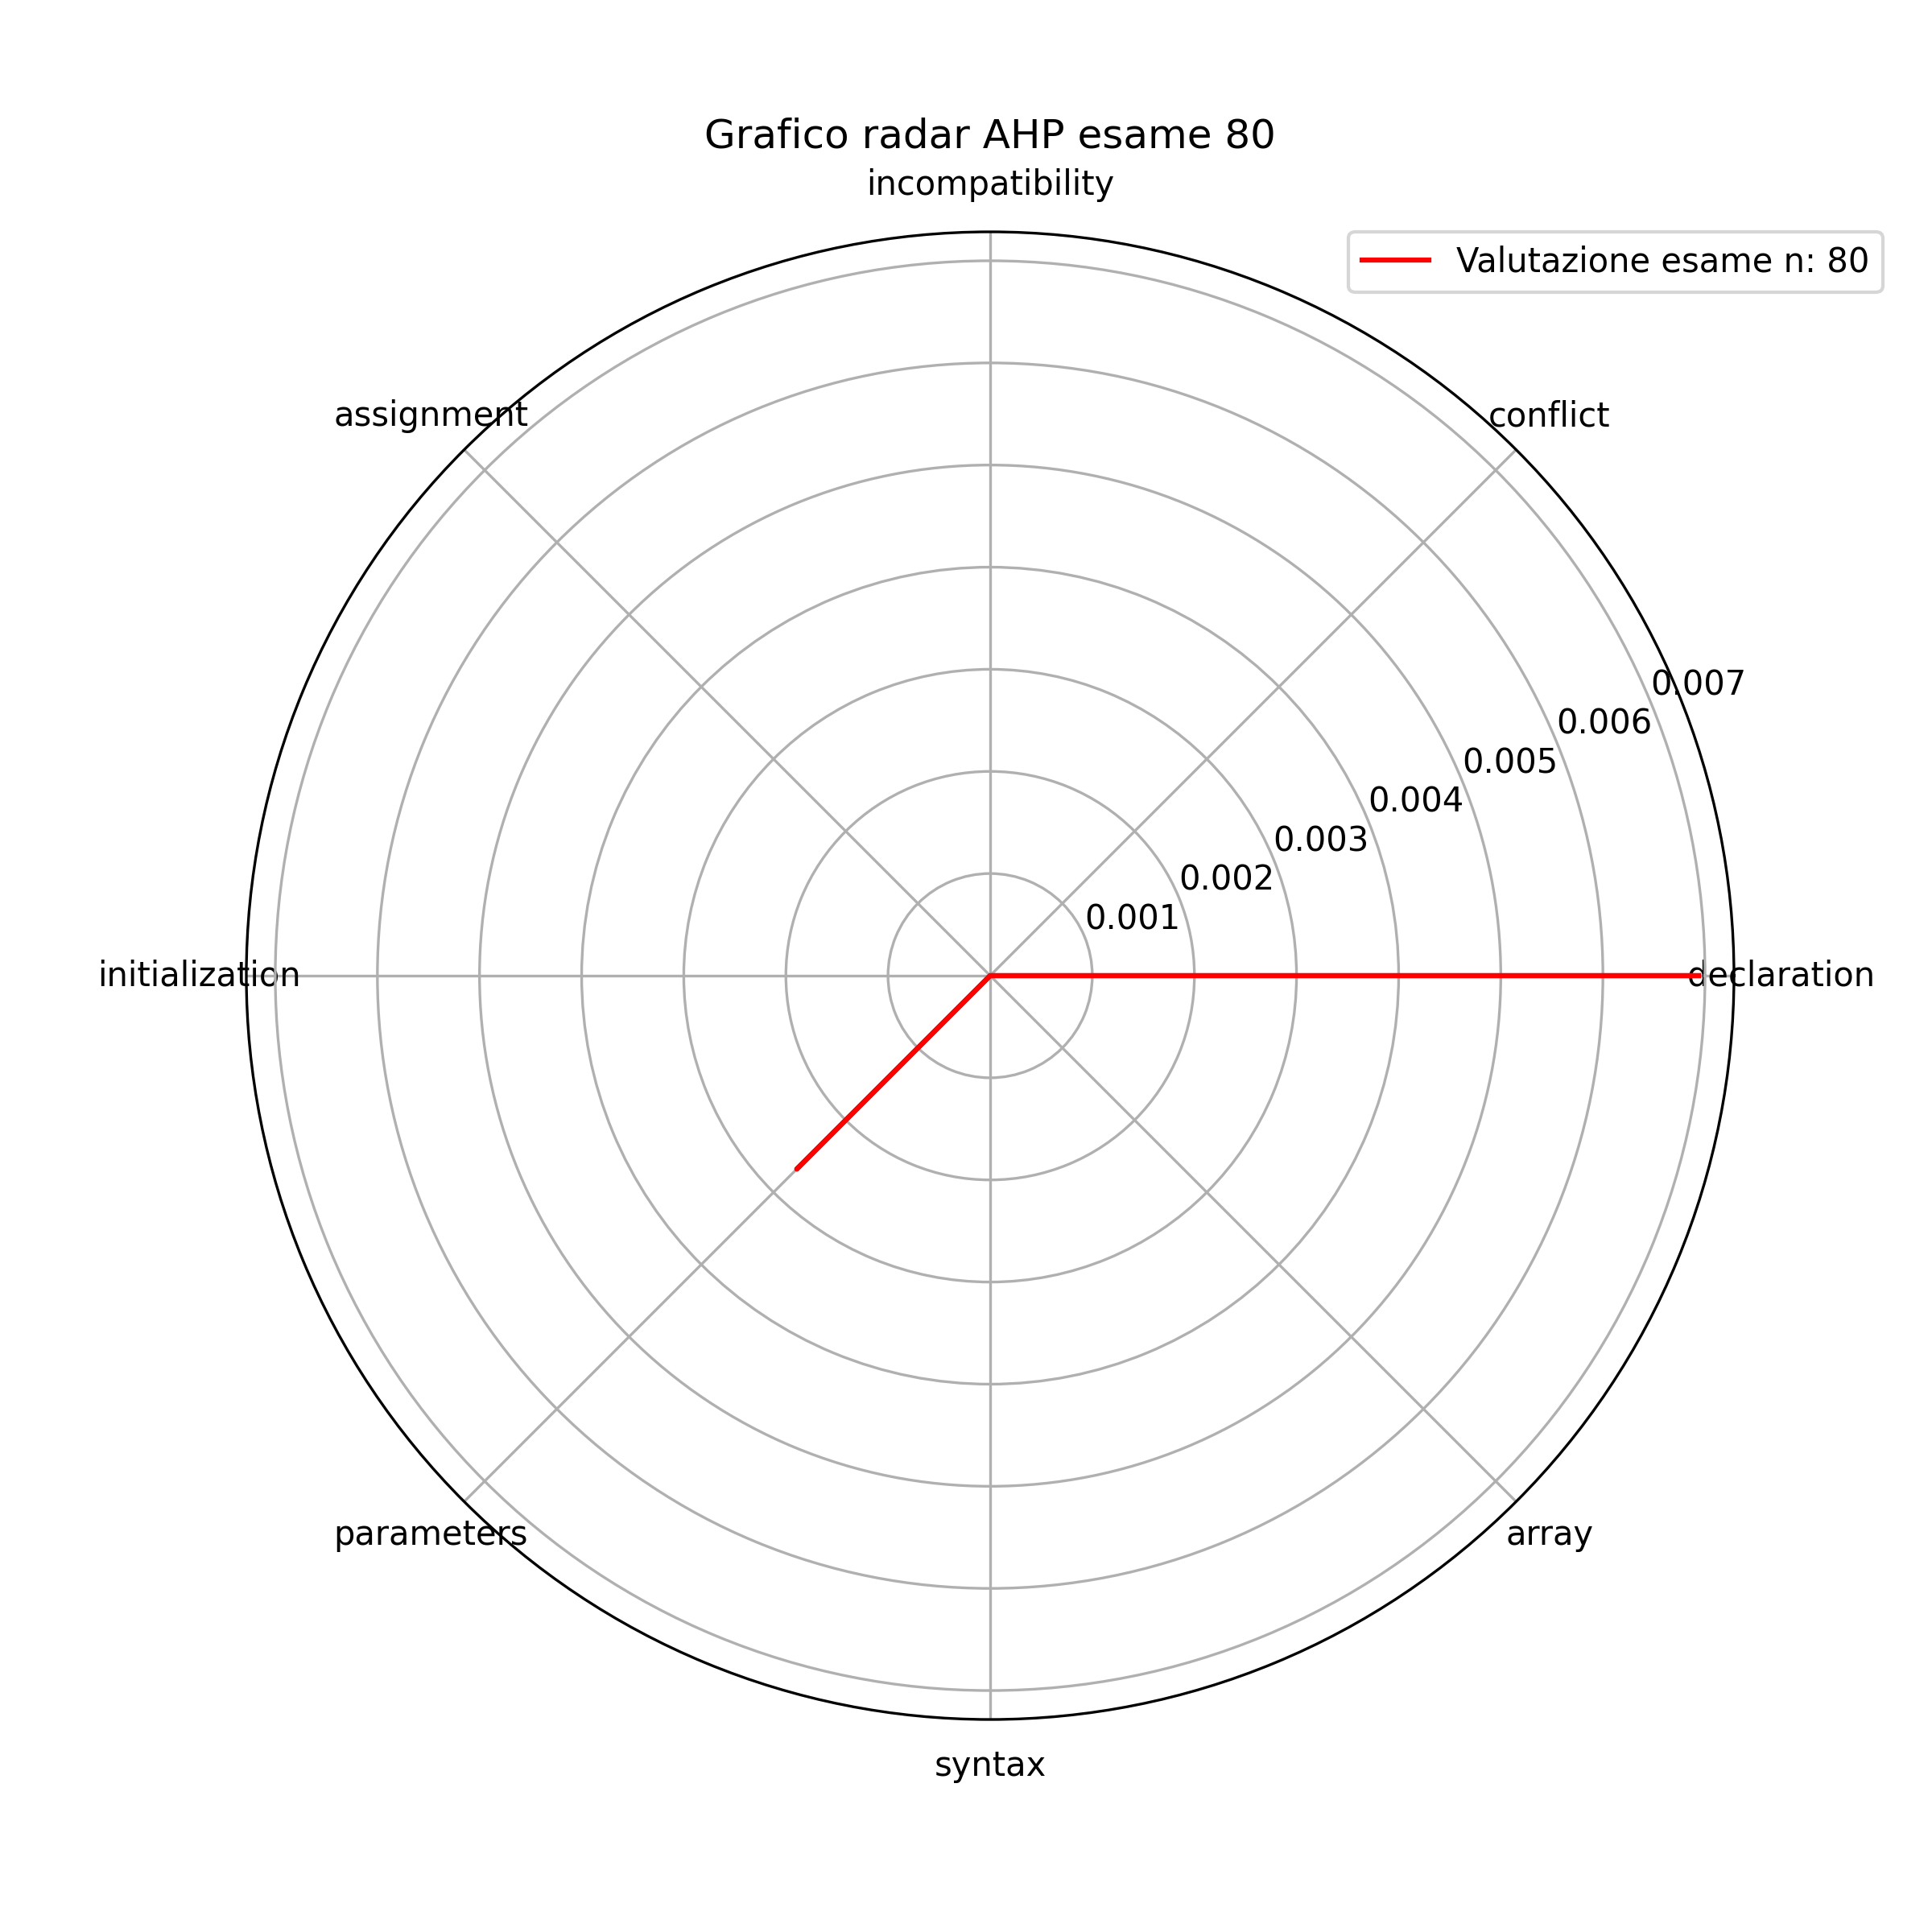 Grafico radar AHP esame 80
incompatibility
Valutazione esame n: 80
assignment
conflict
0.007
0.006
0.005
0.004
0.003
0.002
0.001
initialization
declaration
parameters
array
syntax